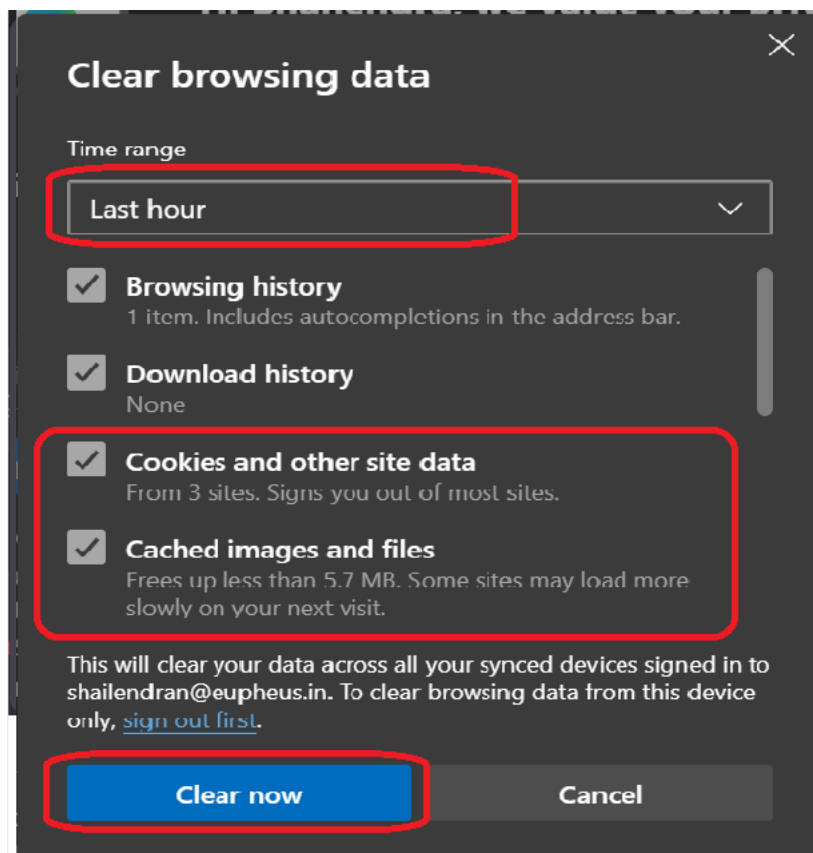 Clear browsing data
Time range
Last hour
Browsing history
1 item. Includes autocompletions in the address bar.
Download history
None
Cookies and other site data
From 3 sites. Signs you out of most sites.
Cached images and files
Frees up less than 5.7 MB. Some sites may load more
slowly on your next visit.
This will clear your data across all your synced devices signed in to
shailendran@eupheus.in. To clear browsing data from this device
only, sign out first.
Clear now
Cancel